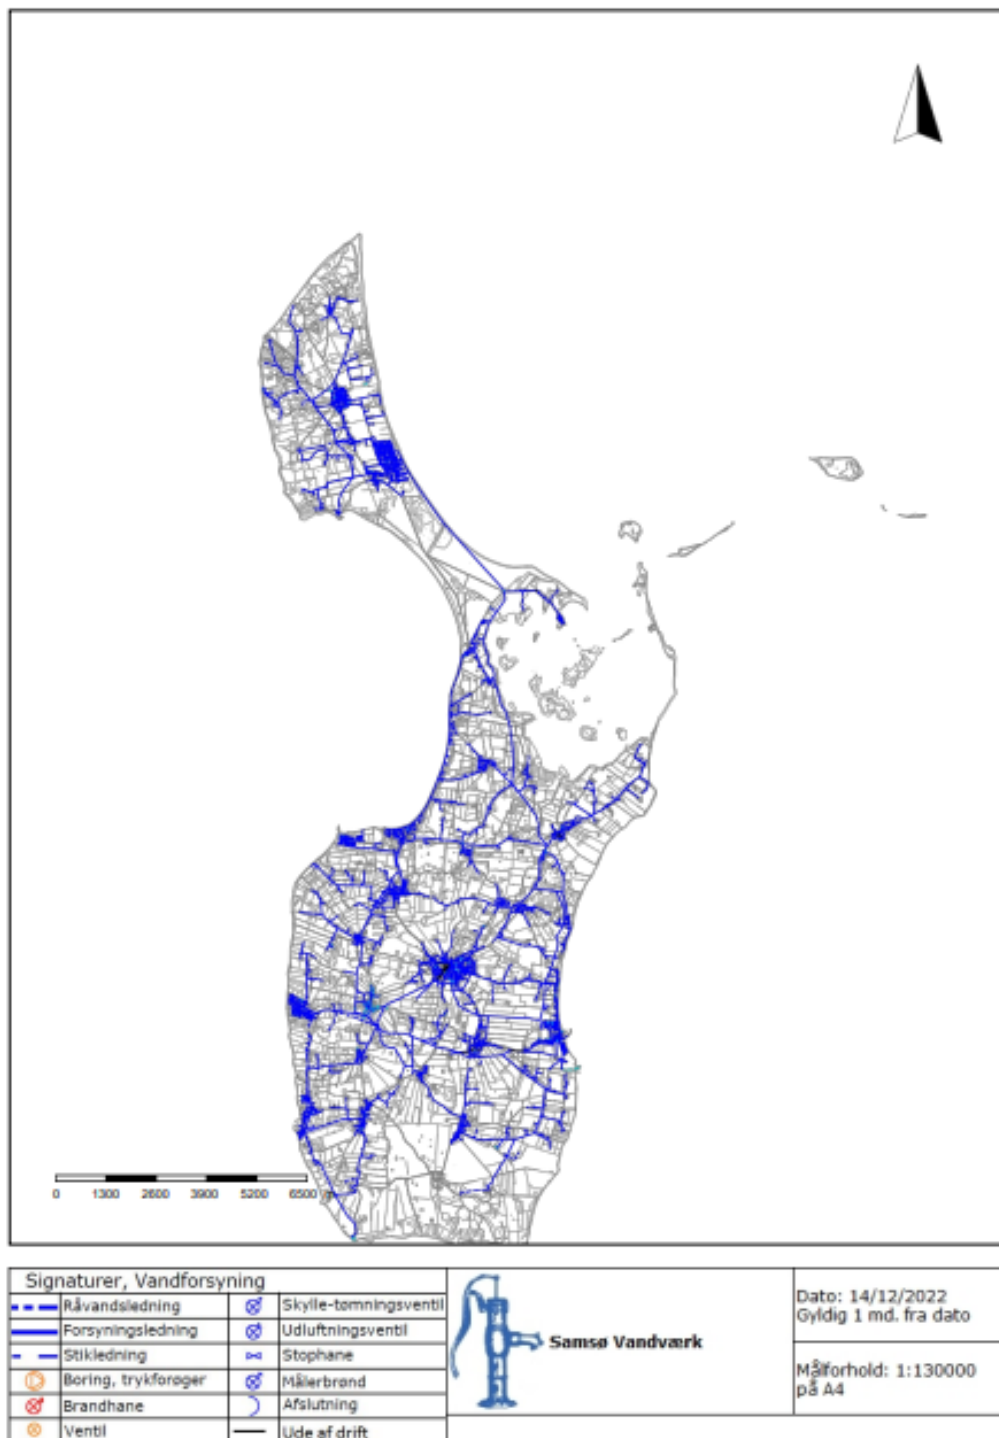 0 1300 2600 3900 5200 6500
Signaturer, Vandforsyning
Råvandsledning
Skylle-tømningsventil
Forsyningsledning
Udluftningsventil
Stikledning
Stophane
Boring, trykforøger
Målerbrønd
Brandhane
Afslutning
Ventil
Ude af drift
Samsø Vandværk
Dato: 14/12/2022
Gyldig 1 md. fra dato
Målforhold: 1:130000
på A4